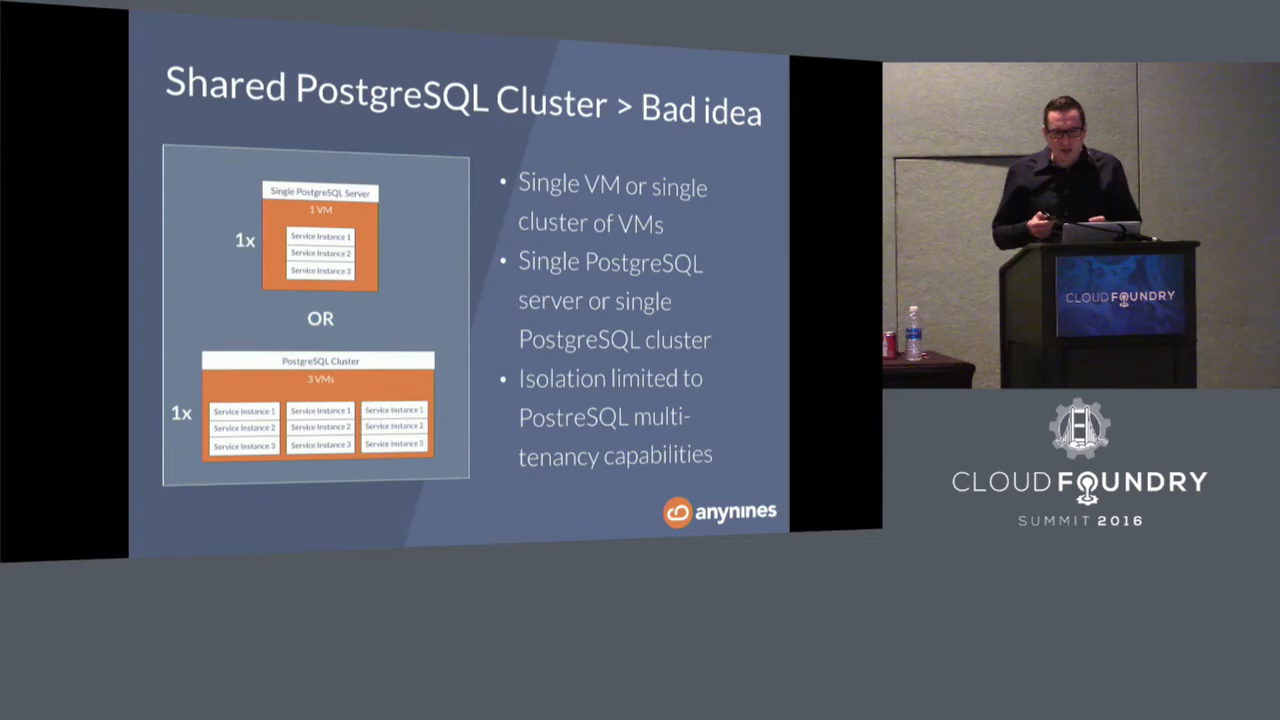 Shared PostgreSQL Cluster > Bad idea
Single PostgreSQL Server
1 VM
1x
Service Instance 1
Service Instance 2
Service Instance 3
OR
PostgreSQL Cluster
3 VMs
1x
Service Instance 1
Service Instance 2
Service Instance 3
Service Instance 1
Service Instance 2
Service Instance 3
Service Instance 1
Service Instance 2
Service Instance 3
• Single VM or single
cluster of VMs
• Single PostgreSQL
server or single
PostgreSQL cluster
• Isolation limited to
PostreSQL multi-
tenancy capabilities
anynines
CLOUD FOUNDRY
CLOUD FOUNDRY
SUMMIT 2016